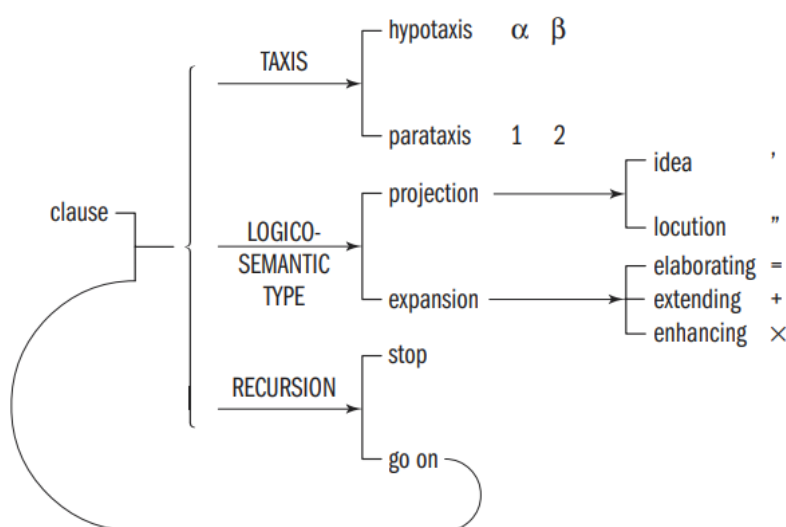 hypotaxis α β
TAXIS
parataxis 1 2
idea ’
projection
clause
locution ”
LOGICO-
SEMANTIC
TYPE
elaborating =
expansion
extending +
enhancing ×
stop
RECURSION
go on